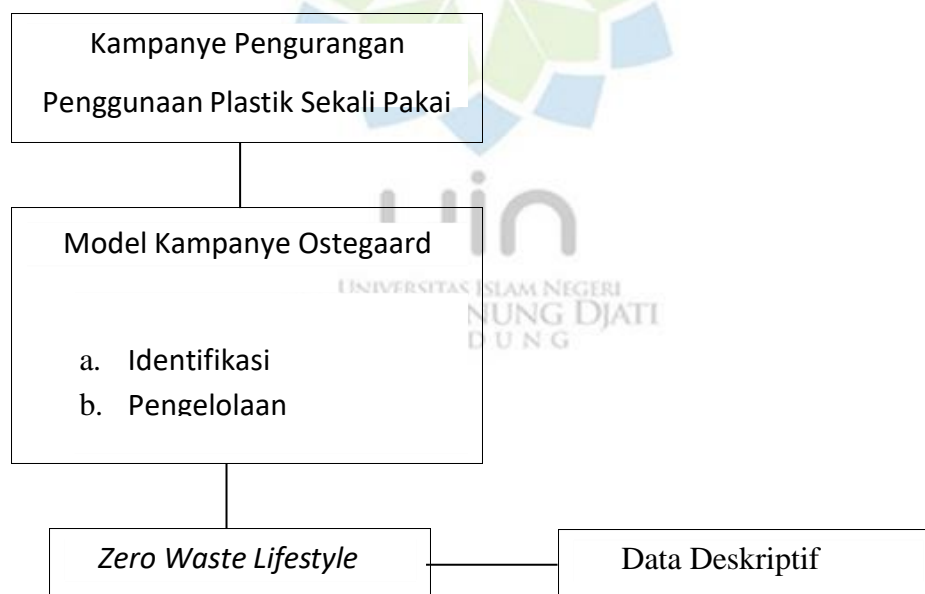 Kampanye Pengurangan
Penggunaan Plastik Sekali Pakai
Model Kampanye Ostegaard
UNIVERSITAS ISLAM NEGERI
NUNG DJATI
DUNG
a. Identifikasi
b. Pengelolaan
Zero Waste Lifestyle
Data Deskriptif